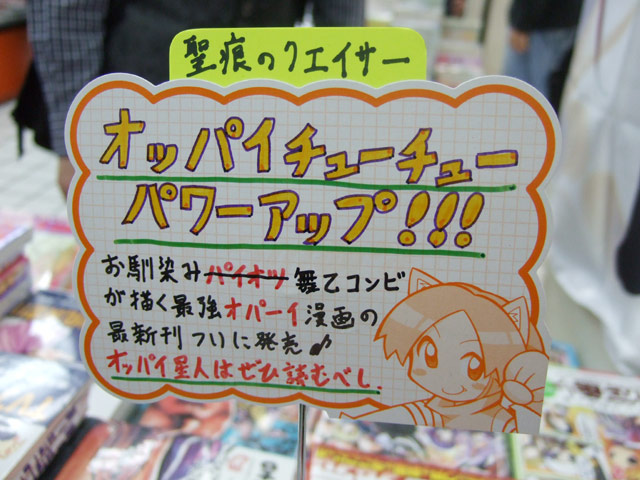 聖痕のクエイサー
オッパイチューチュー
パワーアップ!!!
お馴染みパイオツ舞乙コンビ
が描く最強オパーイ漫画の
最新刊ついに発売♪
オッパイ星人はぜひ読むべし.